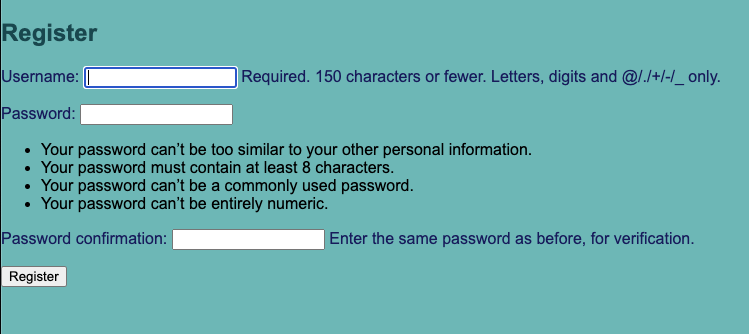 Register
Username: Required. 150 characters or fewer. Letters, digits and @/./+/-/_ only.
Password:
• Your password can’t be too similar to your other personal information.
• Your password must contain at least 8 characters.
• Your password can’t be a commonly used password.
• Your password can’t be entirely numeric.
Password confirmation: Enter the same password as before, for verification.
Register